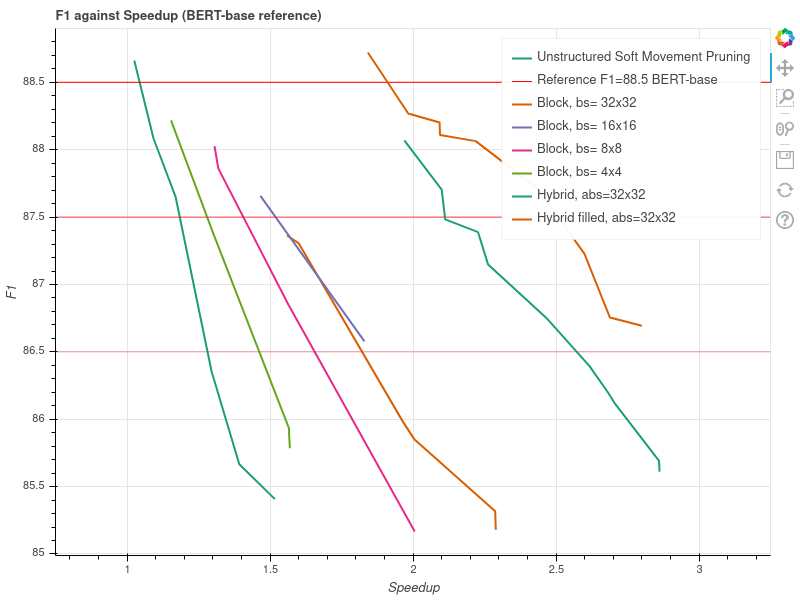 F1 against Speedup (BERT-base reference)
Unstructured Soft Movement Pruning
Reference F1=88.5 BERT-base
Block, bs= 32x32
Block, bs= 16x16
Block, bs= 8x8
Block, bs= 4x4
Hybrid, abs=32x32
Hybrid filled, abs=32x32
F1
88.5
88
87.5
87
86.5
86
85.5
85
1
1.5
2
2.5
3
Speedup